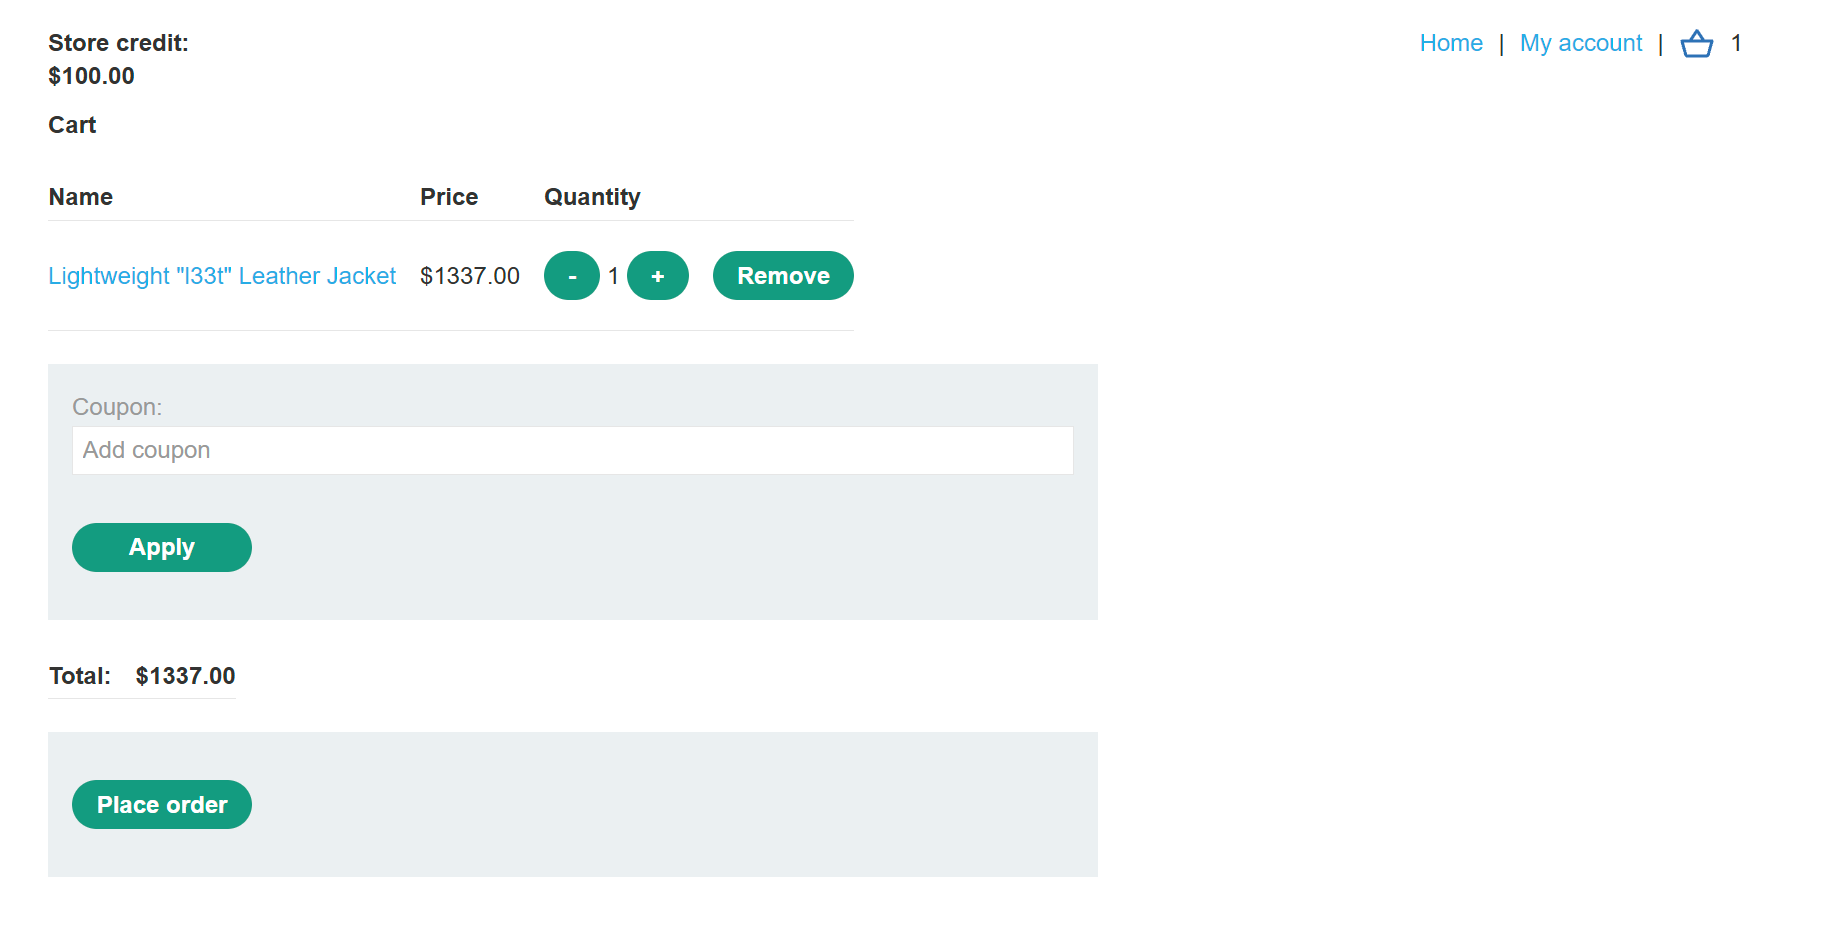 Store credit:
$100.00
Home | My account | 1
Cart
Name Price Quantity
Lightweight "l33t" Leather Jacket $1337.00 - 1 + Remove
Coupon:
Add coupon
Apply
Total: $1337.00
Place order